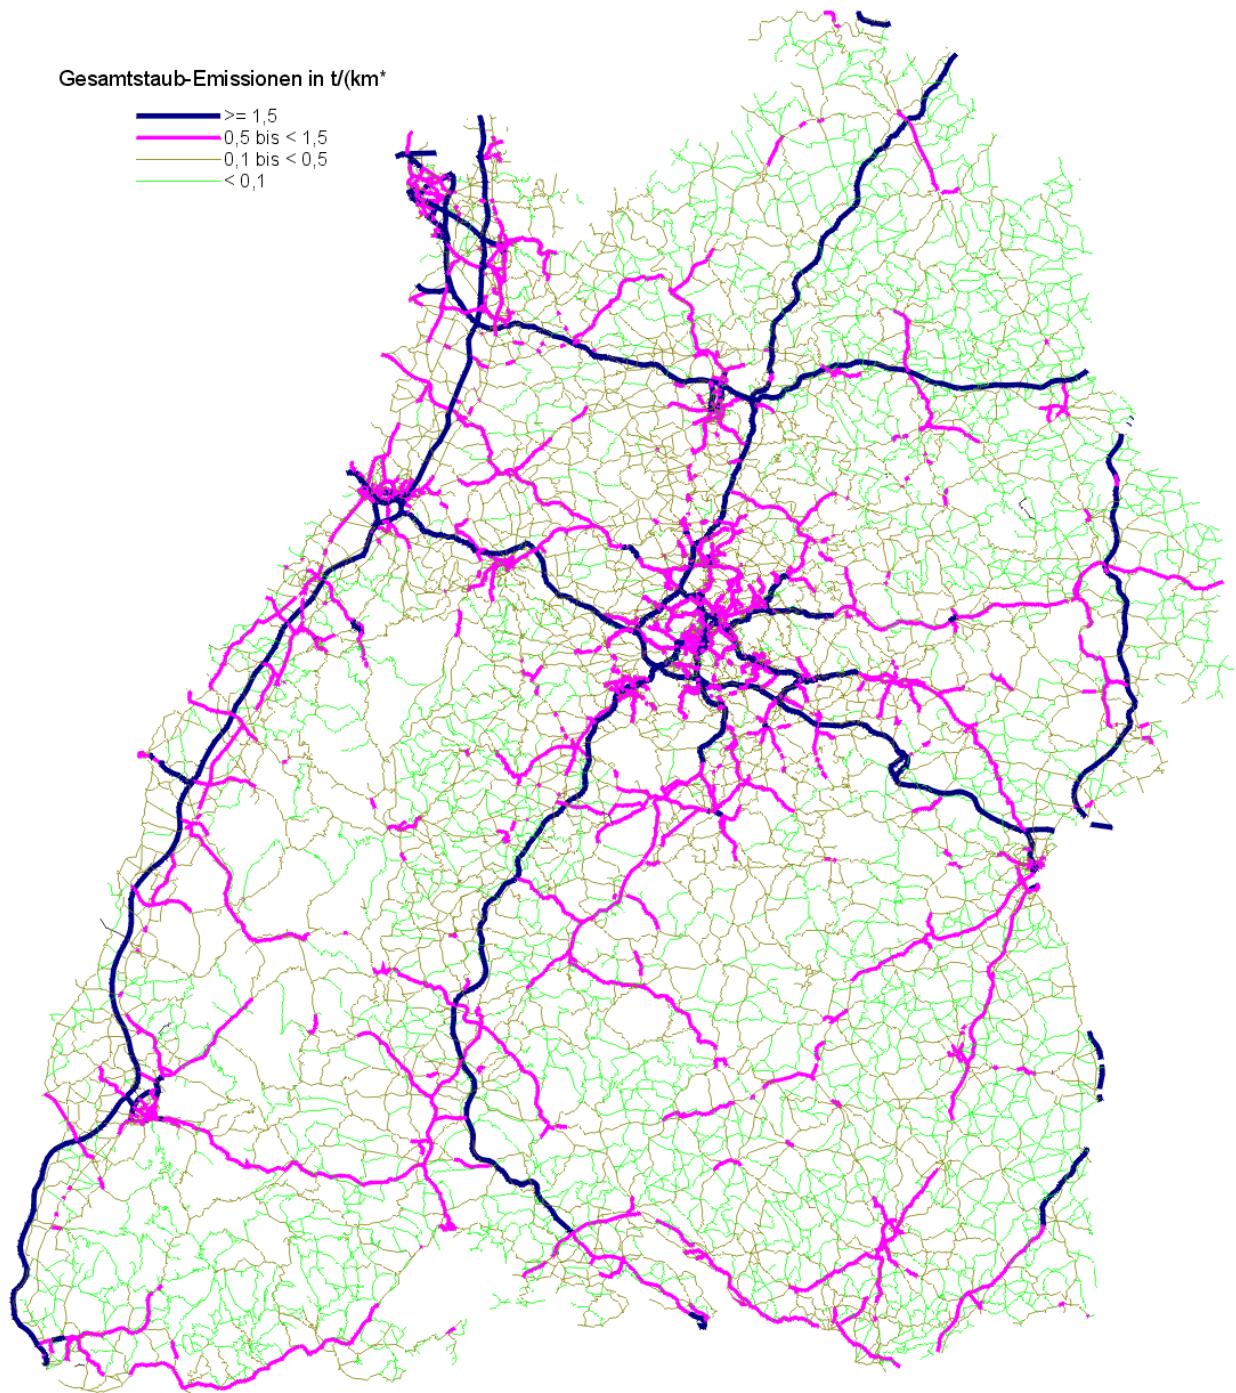 Gesamtstaub-Emissionen in t/(km*
>= 1,5
0,5 bis < 1,5
0,1 bis < 0,5
< 0,1